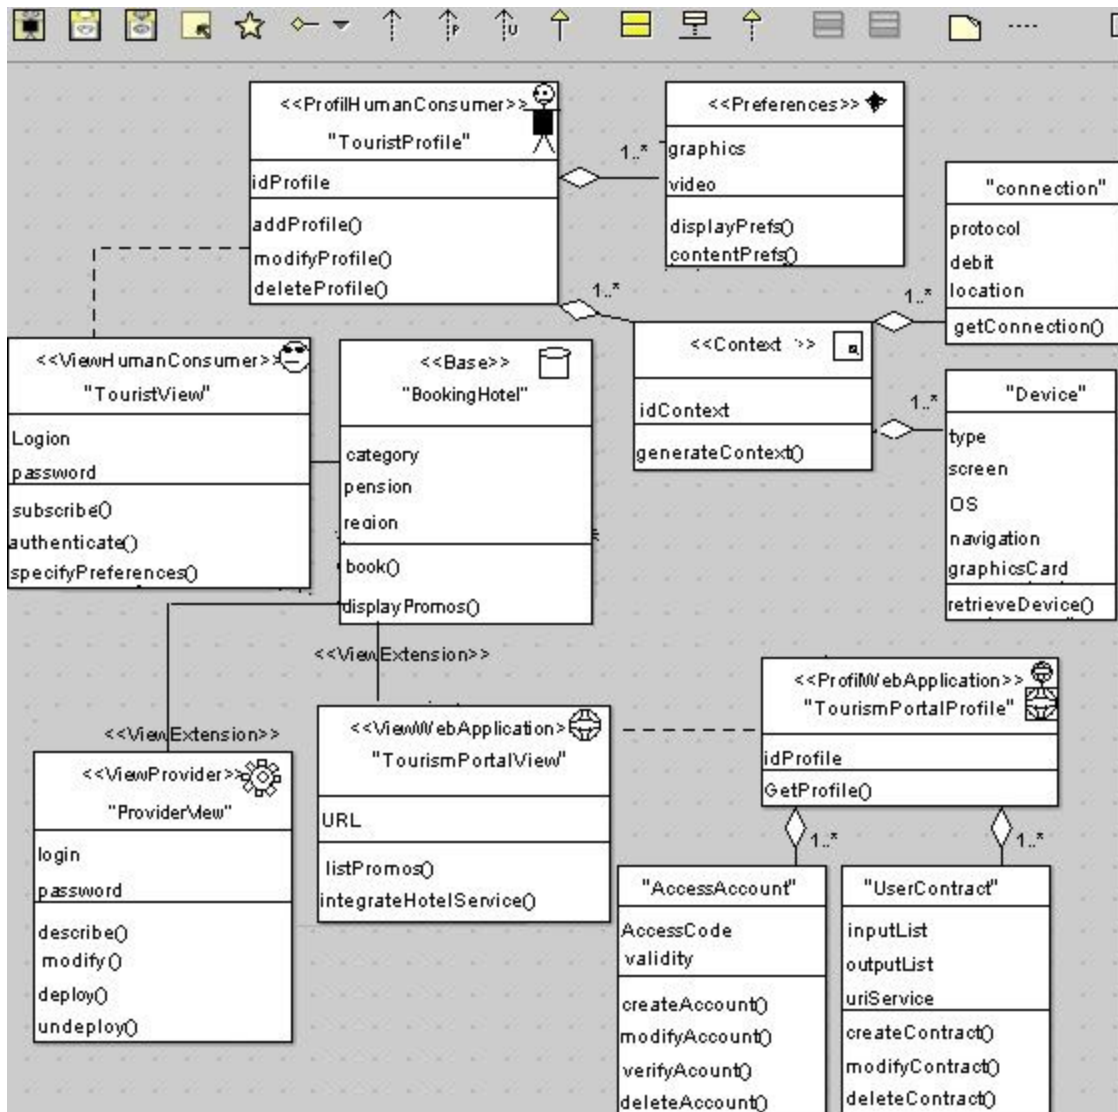 P
U
<<ProfilHumanConsumer>>
"TouristProfile"
idProfile
addProfile()
modifyProfile()
deleteProfile()
<<Preferences>>
1..*
graphics
video
displayPrefs()
contentPrefs()
"connection"
protocol
debit
location
getConnection()
1..*
1..*
<<Context >>
idContext
generateContext()
1..*
"Device"
type
screen
OS
navigation
graphicsCard
retrieveDevice()
<<ViewHumanConsumer>>
"TouristView"
Logion
password
subscribe()
authenticate()
specifyPreferences()
<<Base>>
"BookingHotel"
category
pension
region
book()
displayPromos()
<<ViewExtension>>
<<ViewExtension>>
<<ViewProvider>>
"ProviderView"
login
password
describe()
modify()
deploy()
undeploy()
<<ViewWebApplication>
"TourismPortalView"
URL
listPromos()
integrateHotelService()
<<ProfilWebApplication>>
"TourismPortalProfile"
idProfile
GetProfile()
1..*
1..*
"AccessAccount"
AccessCode
validity
createAccount()
modifyAccount()
verifyAcount()
deleteAccount()
"UserContract"
inputList
outputList
uriService
createContract()
modifyContract()
deleteContract()